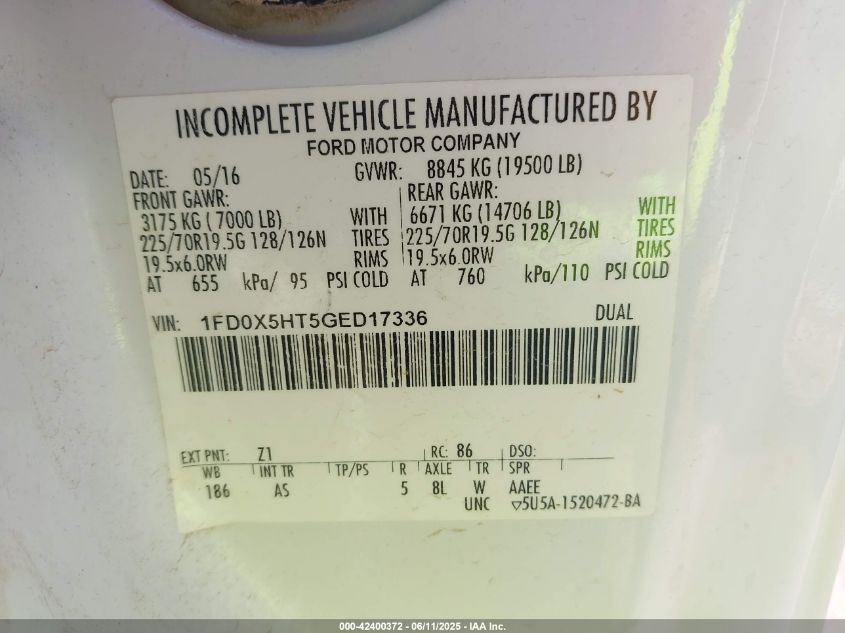 INCOMPLETE VEHICLE MANUFACTURED BY
FORD MOTOR COMPANY
DATE: 05/16 GVWR: 8845 KG (19500 LB)
FRONT GAWR: REAR GAWR:
3175 KG (7000 LB) WITH 6671 KG (14706 LB) WITH
225/70R19.5G 128/126N TIRES 225/70R19.5G 128/126N TIRES
19.5x6.0RW RIMS 19.5x6.0RW RIMS
AT 655 kPa/ 95 PSI COLD AT 760 kPa/110 PSI COLD
VIN: 1FD0X5HT5GED17336 DUAL
EXT PNT: Z1 RC: 86 DSO:
WB INT TR TP/PS R AXLE TR SPR
186 AS 5 8L W AAEE
UNC ▽5U5A-1520472-BA
000-42400372 - 06/11/2025 - IAA Inc.